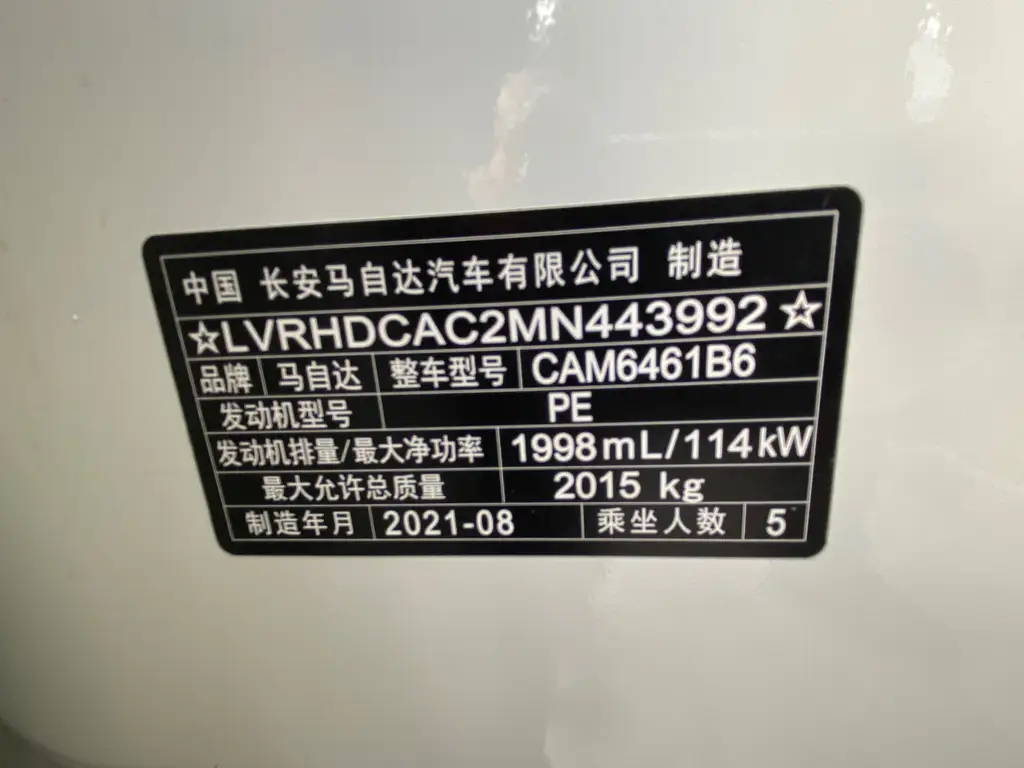 中国 长安马自达汽车有限公司 制造
☆LVRHDCAC2MN443992☆
品牌 马自达 整车型号 CAM6461B6
发动机型号 PE
发动机排量/最大净功率 1998mL/114kW
最大允许总质量 2015 kg
制造年月 2021-08 乘坐人数 5